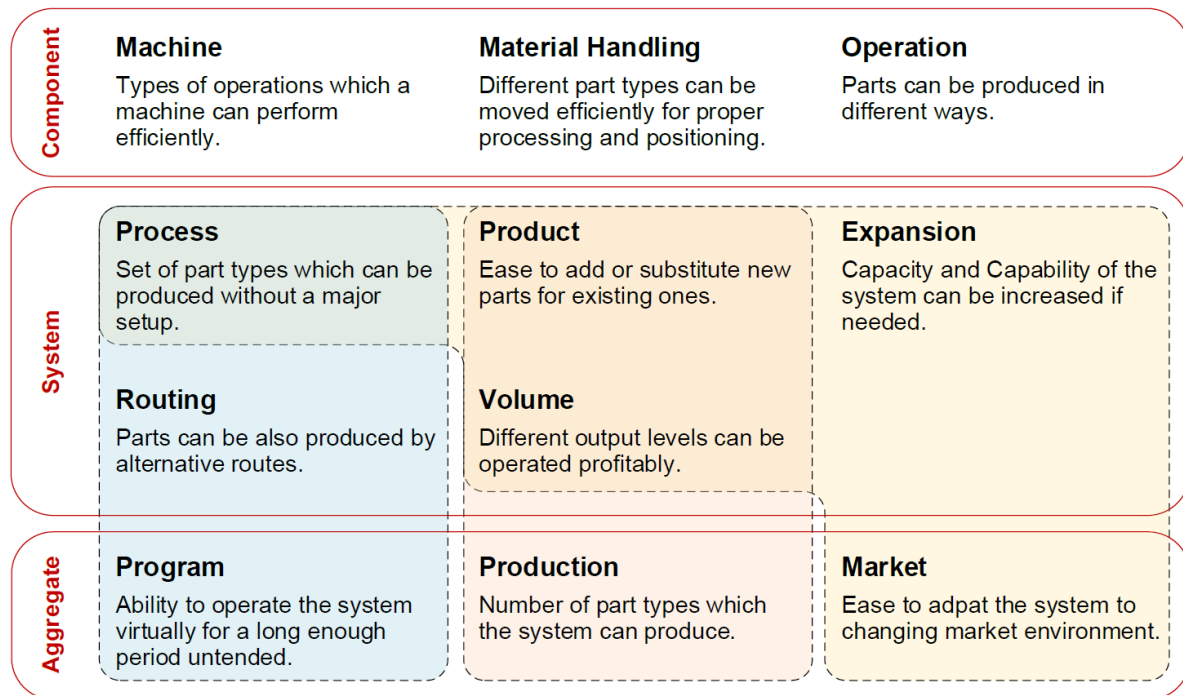 Component
Machine
Types of operations which a
machine can perform
efficiently.
Material Handling
Different part types can be
moved efficiently for proper
processing and positioning.
Operation
Parts can be produced in
different ways.
System
Process
Set of part types which can be
produced without a major
setup.
Product
Ease to add or substitute new
parts for existing ones.
Expansion
Capacity and Capability of the
system can be increased if
needed.
Routing
Parts can be also produced by
alternative routes.
Volume
Different output levels can be
operated profitably.
Aggregate
Program
Ability to operate the system
virtually for a long enough
period untended.
Production
Number of part types which
the system can produce.
Market
Ease to adpat the system to
changing market environment.